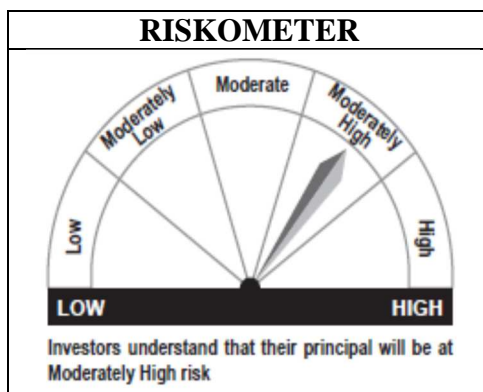 RISKOMETER
Moderate
Moderately
Low
Moderately
High
Low
High
LOW HIGH
Investors understand that their principal will be at
Moderately High risk